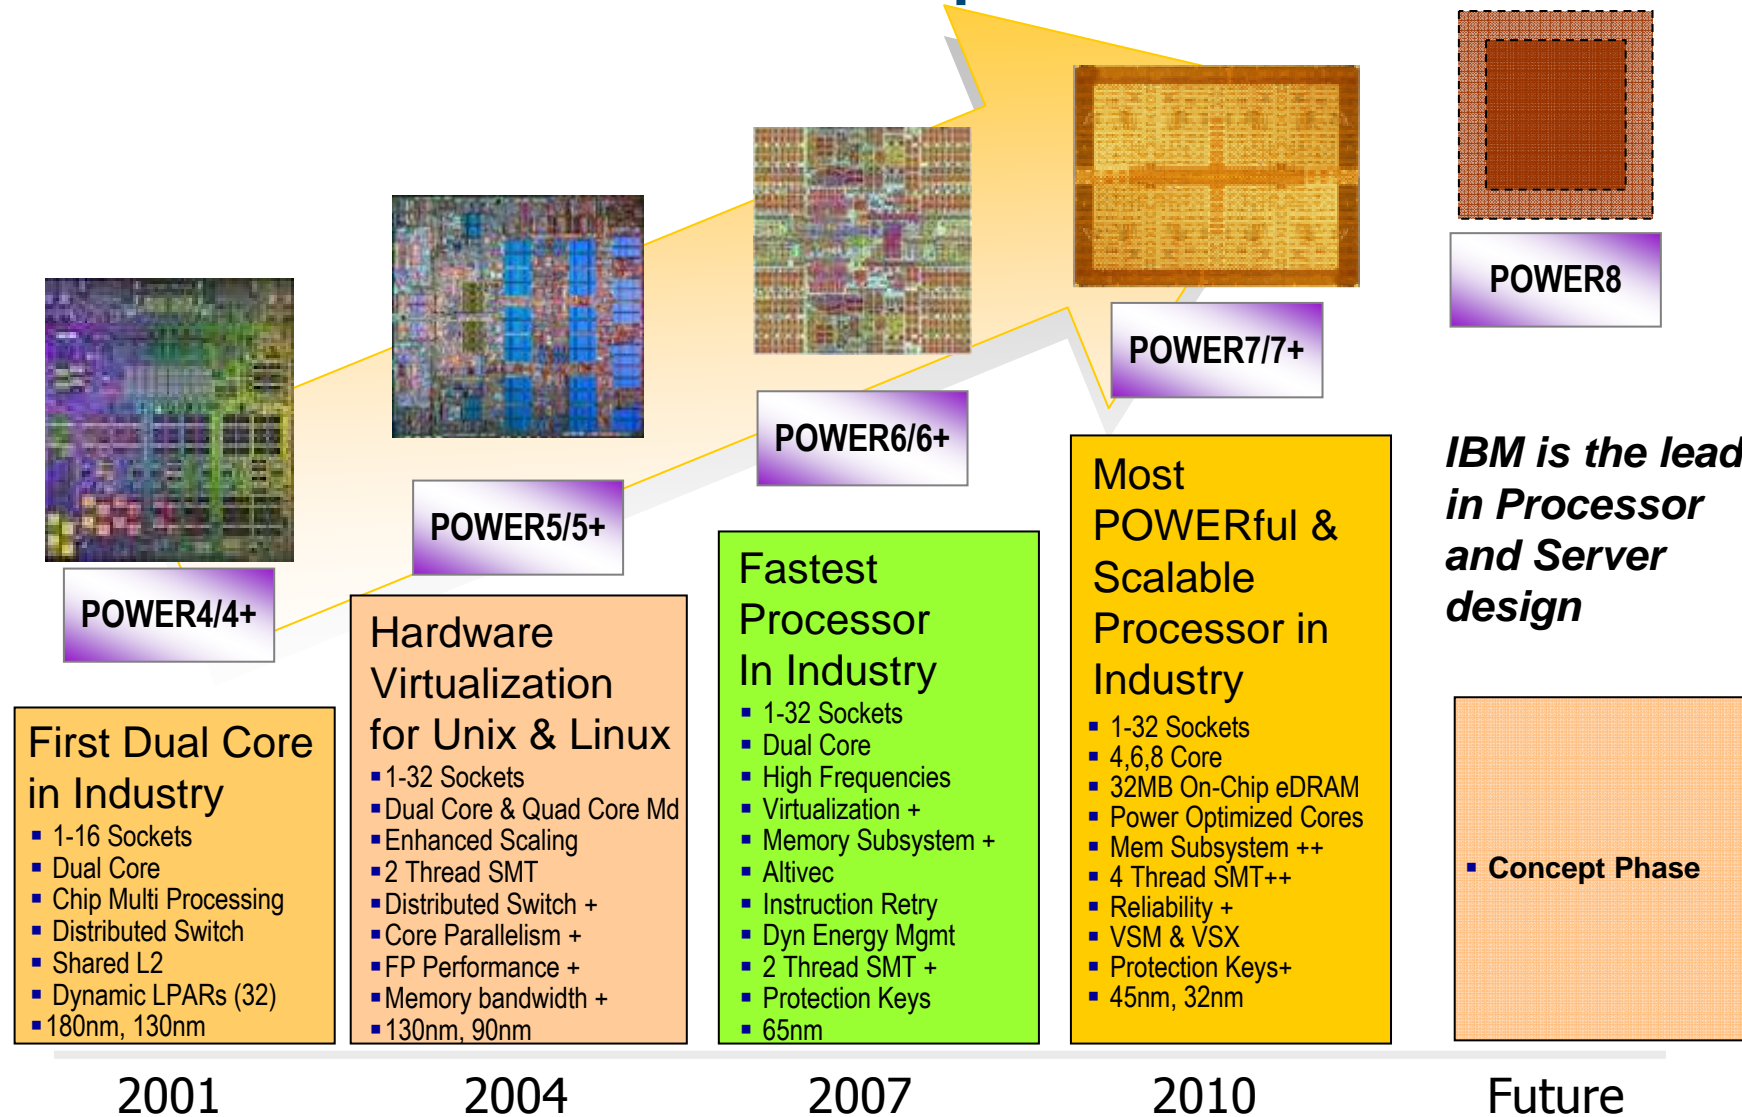 POWER4/4+
First Dual Core
in Industry
▪ 1-16 Sockets
▪ Dual Core
▪ Chip Multi Processing
▪ Distributed Switch
▪ Shared L2
▪ Dynamic LPARs (32)
▪ 180nm, 130nm
2001
POWER5/5+
Hardware
Virtualization
for Unix & Linux
▪ 1-32 Sockets
▪ Dual Core & Quad Core Md
▪ Enhanced Scaling
▪ 2 Thread SMT
▪ Distributed Switch +
▪ Core Parallelism +
▪ FP Performance +
▪ Memory bandwidth +
▪ 130nm, 90nm
2004
POWER6/6+
Fastest
Processor
In Industry
▪ 1-32 Sockets
▪ Dual Core
▪ High Frequencies
▪ Virtualization +
▪ Memory Subsystem +
▪ Altivec
▪ Instruction Retry
▪ Dyn Energy Mgmt
▪ 2 Thread SMT +
▪ Protection Keys
▪ 65nm
2007
POWER7/7+
Most
POWERful &
Scalable
Processor in
Industry
▪ 1-32 Sockets
▪ 4,6,8 Core
▪ 32MB On-Chip eDRAM
▪ Power Optimized Cores
▪ Mem Subsystem ++
▪ 4 Thread SMT++
▪ Reliability +
▪ VSM & VSX
▪ Protection Keys+
▪ 45nm, 32nm
2010
POWER8
IBM is the lead
in Processor
and Server
design
▪ Concept Phase
Future